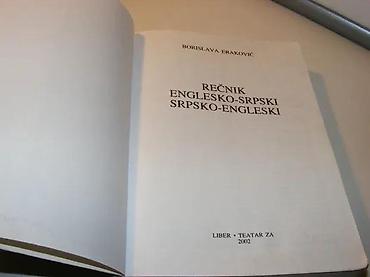 BORISLAVA ERAKOVIĆ
REČNIK
ENGLESKO-SRPSKI
SRPSKO-ENGLESKI
LIBER • TEATAR ZA
2002